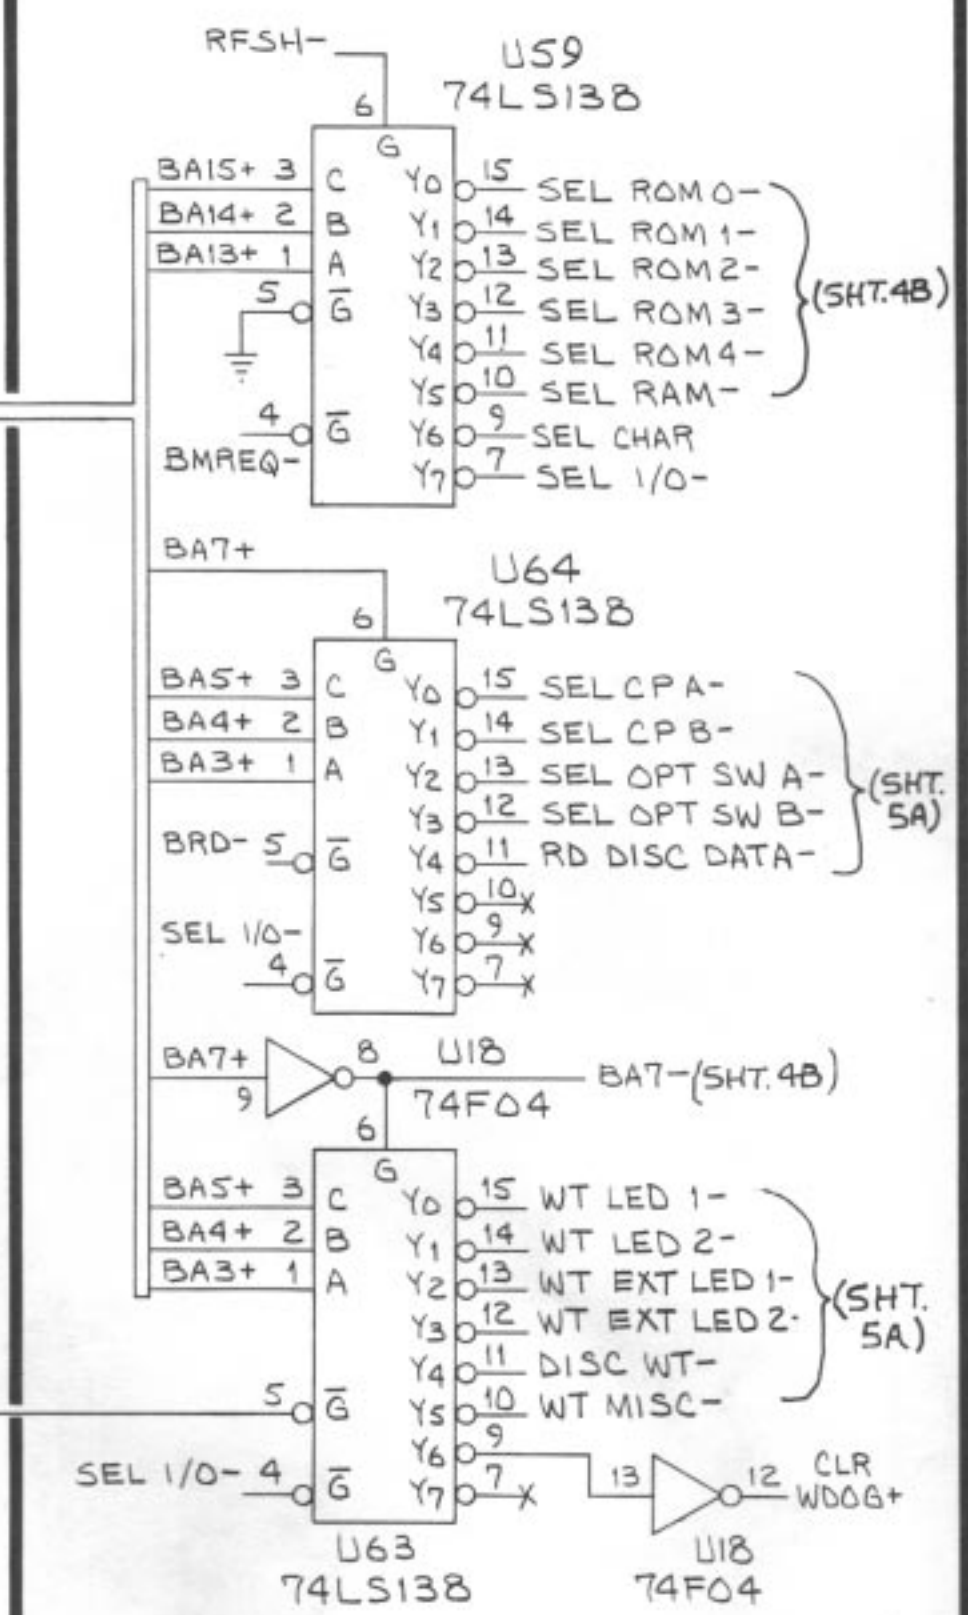 RFSH-
U59
74LS138
6
G
BA15+ 3 C Y0 15 SEL ROM 0-
BA14+ 2 B Y1 14 SEL ROM 1-
BA13+ 1 A Y2 13 SEL ROM 2-
5 G Y3 12 SEL ROM 3-
(SHT.4B)
Y4 11 SEL ROM 4-
Y5 10 SEL RAM-
4 G Y6 9 SEL CHAR
BMREQ-
Y7 7 SEL I/O-
BA7+
U64
74LS138
6
G
BA5+ 3 C Y0 15 SEL CP A-
BA4+ 2 B Y1 14 SEL CP B-
BA3+ 1 A Y2 13 SEL OPT SW A-
Y3 12 SEL OPT SW B-
(SHT.
5A)
BRD- 5 G Y4 11 RD DISC DATA-
Y5 10 X
SEL I/O-
Y6 9 X
4 G Y7 7 X
BA7+ 9 8 U18
74F04
BA7-(SHT.4B)
6
G
BA5+ 3 C Y0 15 WT LED 1-
BA4+ 2 B Y1 14 WT LED 2-
BA3+ 1 A Y2 13 WT EXT LED 1-
Y3 12 WT EXT LED 2-
(SHT.
5A)
Y4 11 DISC WT-
5 G Y5 10 WT MISC-
Y6 9
SEL I/O- 4 G Y7 7 X
13 12 CLR
WDOG+
U63
74LS138
U18
74F04